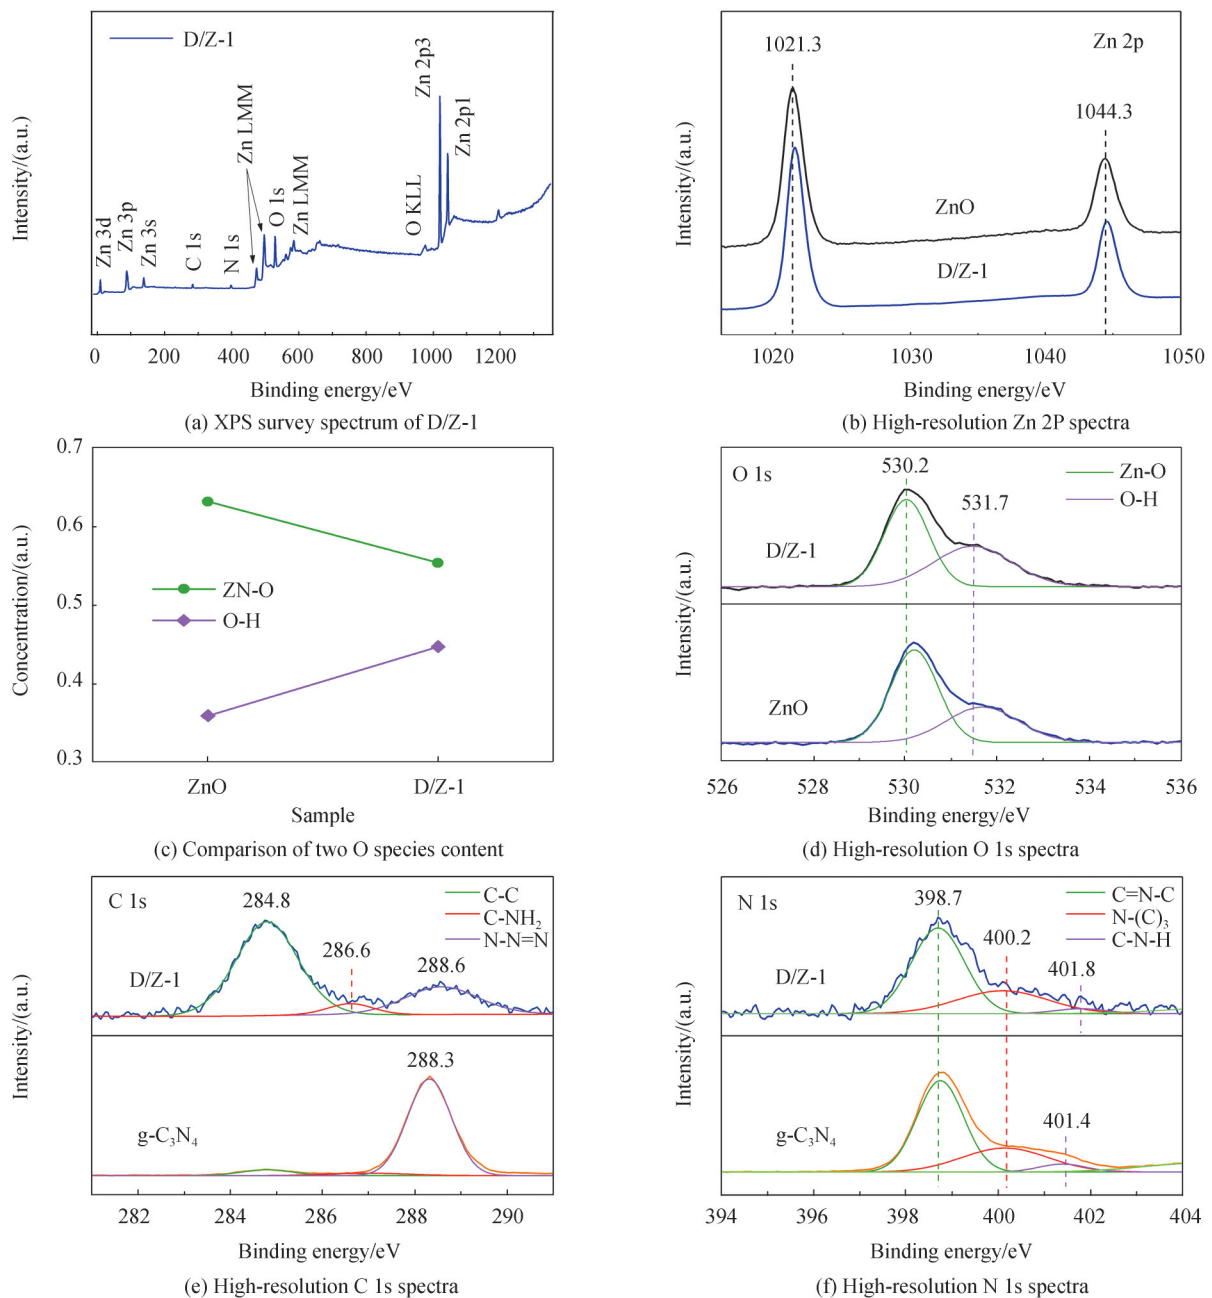 D/Z-1
Zn 3d
Zn 3p
Zn 3s
C 1s
N 1s
Zn LMM
O 1s
Zn LMM
O KLL
Zn 2p3
Zn 2p1
Intensity/(a.u.)
0 200 400 600 800 1000 1200
Binding energy/eV
(a) XPS survey spectrum of D/Z-1
1021.3
Zn 2p
1044.3
ZnO
D/Z-1
Intensity/(a.u.)
1020 1030 1040 1050
Binding energy/eV
(b) High-resolution Zn 2P spectra
0.7
0.6
0.5
0.4
0.3
Concentration/(a.u.)
ZN-O
O-H
ZnO D/Z-1
Sample
(c) Comparison of two O species content
O 1s
530.2
531.7
Zn-O
O-H
D/Z-1
ZnO
Intensity/(a.u.)
526 528 530 532 534 536
Binding energy/eV
(d) High-resolution O 1s spectra
C 1s
284.8
286.6
288.6
C-C
C-NH₂
N-N=N
D/Z-1
288.3
g-C₃N₄
Intensity/(a.u.)
282 284 286 288 290
Binding energy/eV
(e) High-resolution C 1s spectra
N 1s
398.7
400.2
401.8
C=N-C
N-(C)₃
C-N-H
D/Z-1
401.4
g-C₃N₄
Intensity/(a.u.)
394 396 398 400 402 404
Binding energy/eV
(f) High-resolution N 1s spectra